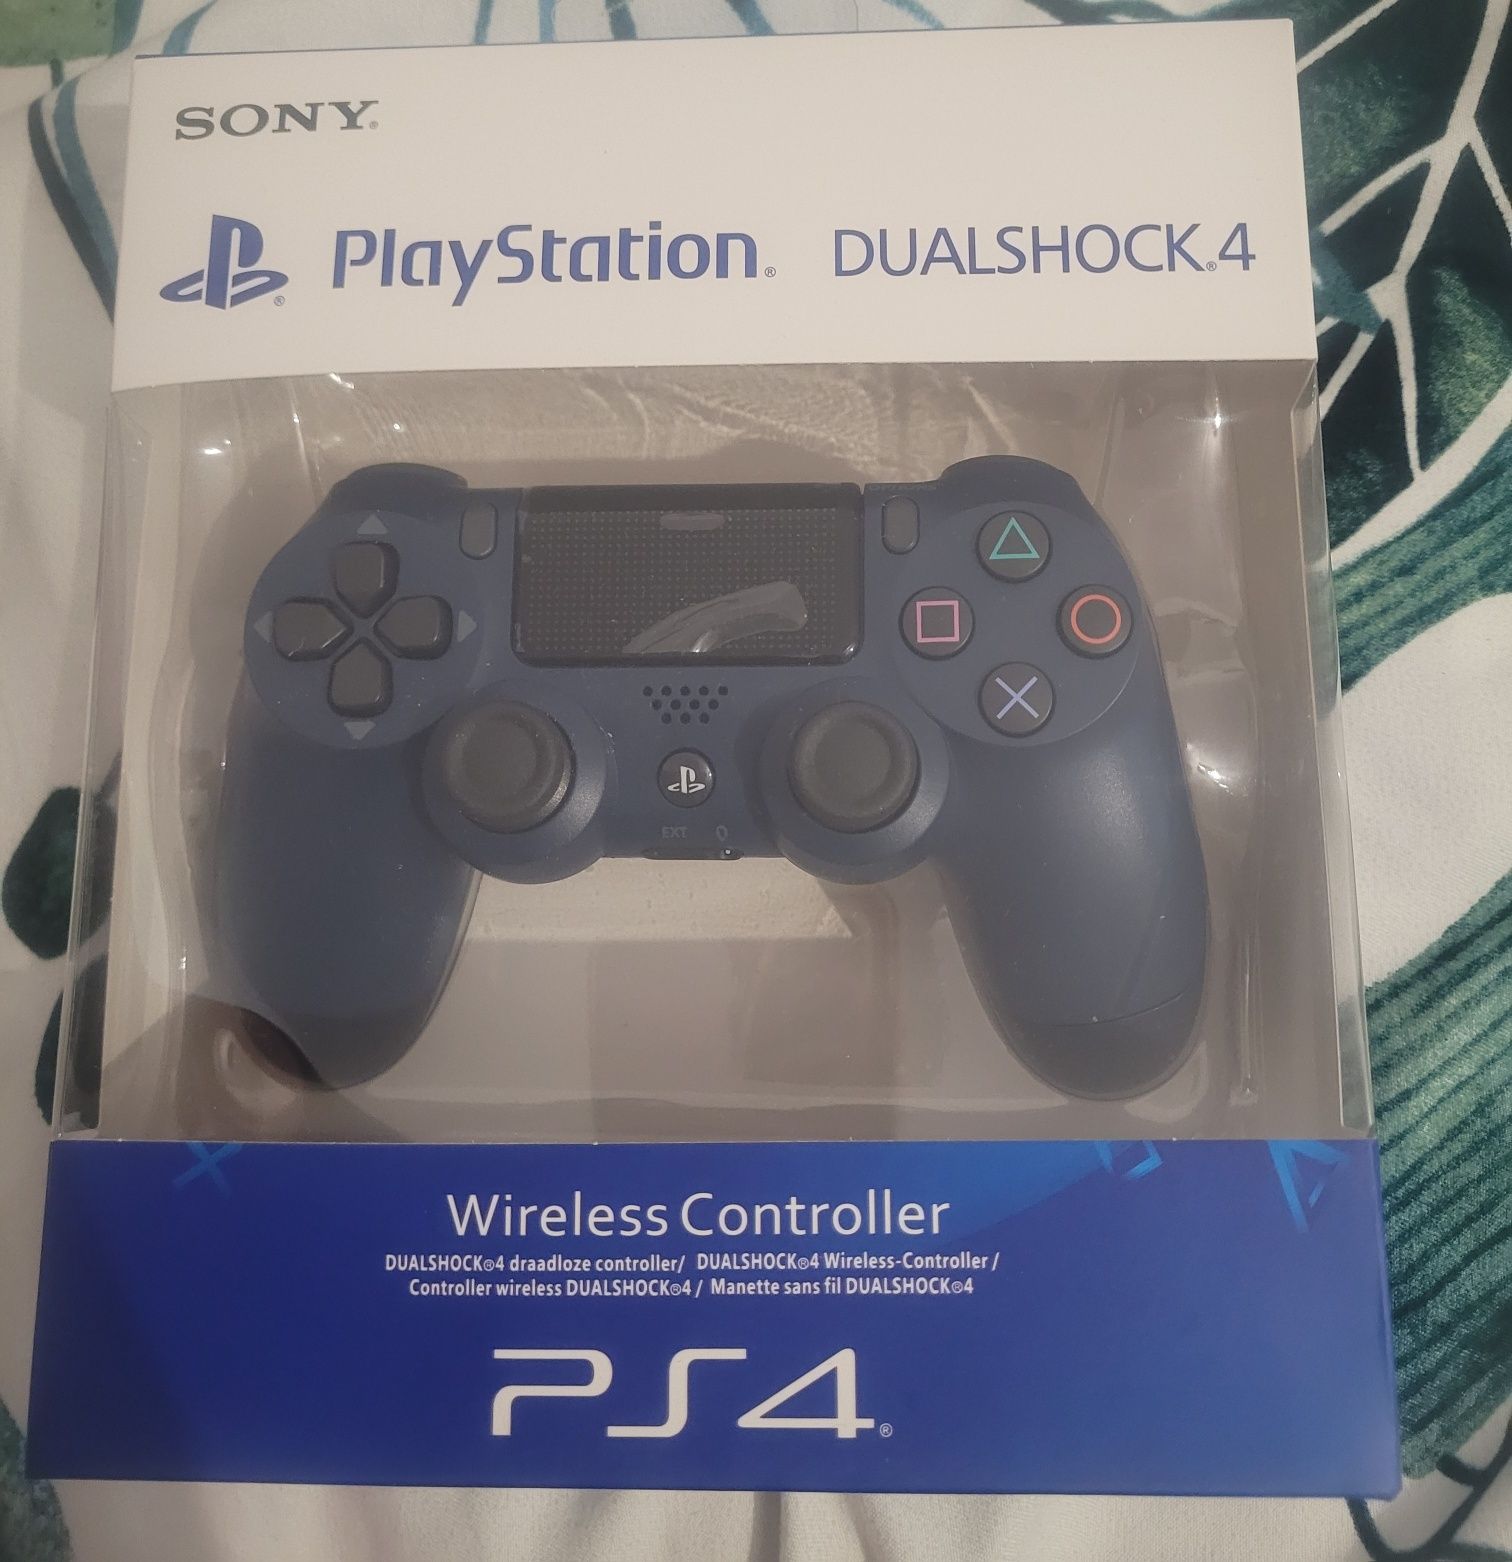 SONY®
PlayStation® DUALSHOCK®4
EXT
Wireless Controller
DUALSHOCK®4 draadloze controller/ DUALSHOCK®4 Wireless-Controller /
Controller wireless DUALSHOCK®4 / Manette sans fil DUALSHOCK®4
PS4®